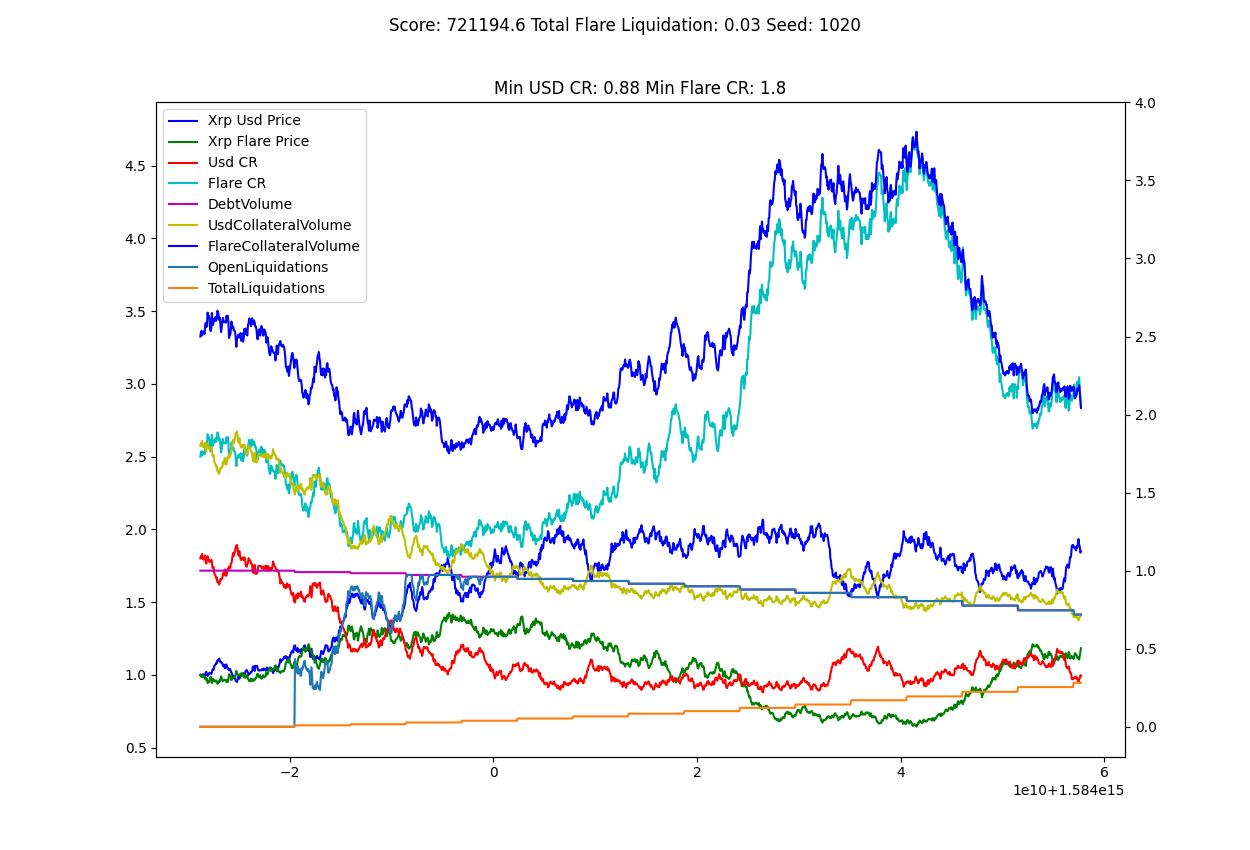 Score: 721194.6 Total Flare Liquidation: 0.03 Seed: 1020
Min USD CR: 0.88 Min Flare CR: 1.8
Xrp Usd Price
Xrp Flare Price
Usd CR
Flare CR
DebtVolume
UsdCollateralVolume
FlareCollateralVolume
OpenLiquidations
TotalLiquidations
4.5
4.0
3.5
3.0
2.5
2.0
1.5
1.0
0.5
4.0
3.5
3.0
2.5
2.0
1.5
1.0
0.5
0.0
−2
0
2
4
6
1e10+1.584e15